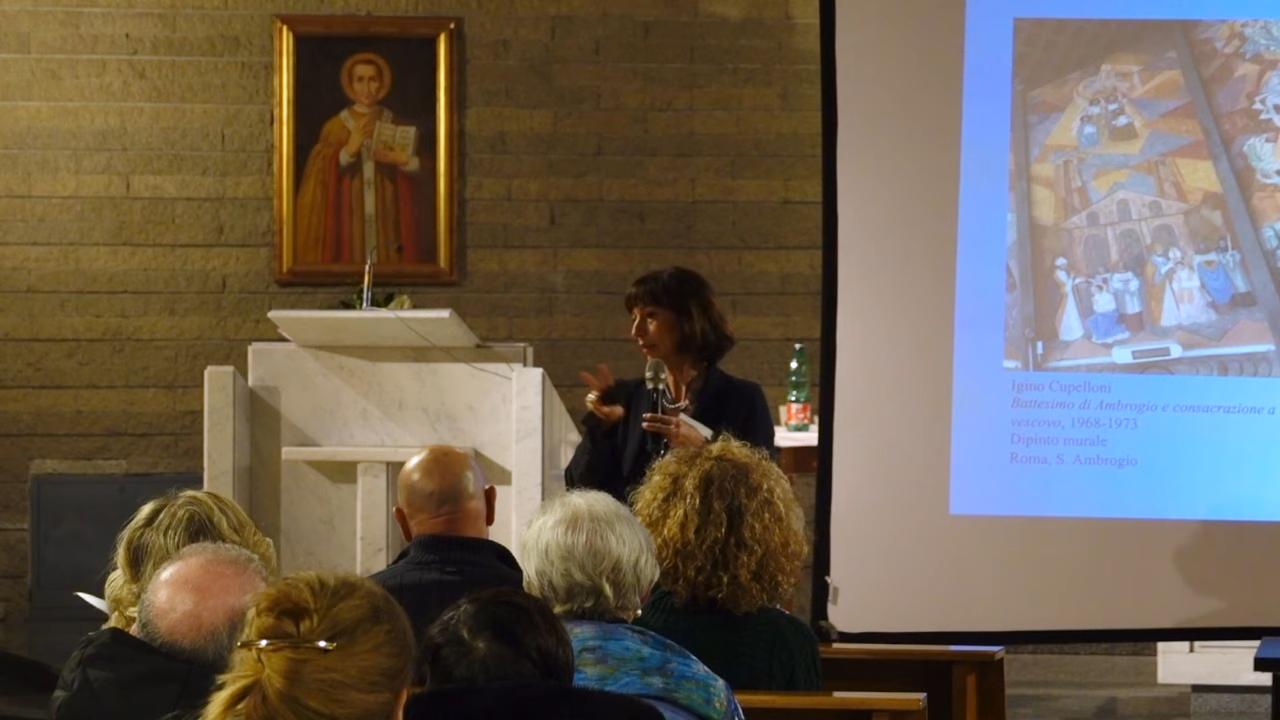 Igino Cupelloni
Battesimo di Ambrogio e consacrazione a
vescovo, 1968-1973
Dipinto murale
Roma, S. Ambrogio